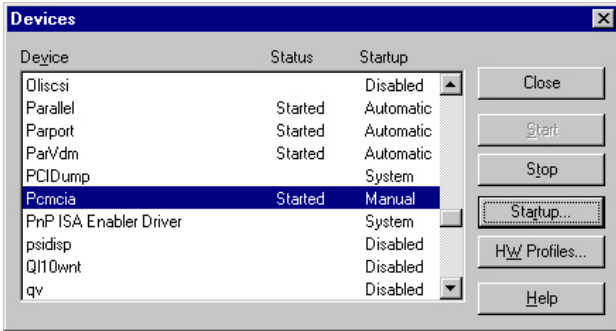 Devices
Device Status Startup
Oliscsi Disabled
Parallel Started Automatic
Parport Started Automatic
ParVdm Started Automatic
PCIDump System
Pcmcia Started Manual
PnP ISA Enabler Driver System
psidisp Disabled
Ql10wnt Disabled
qv Disabled
Close
Start
Stop
Startup...
HW Profiles...
Help